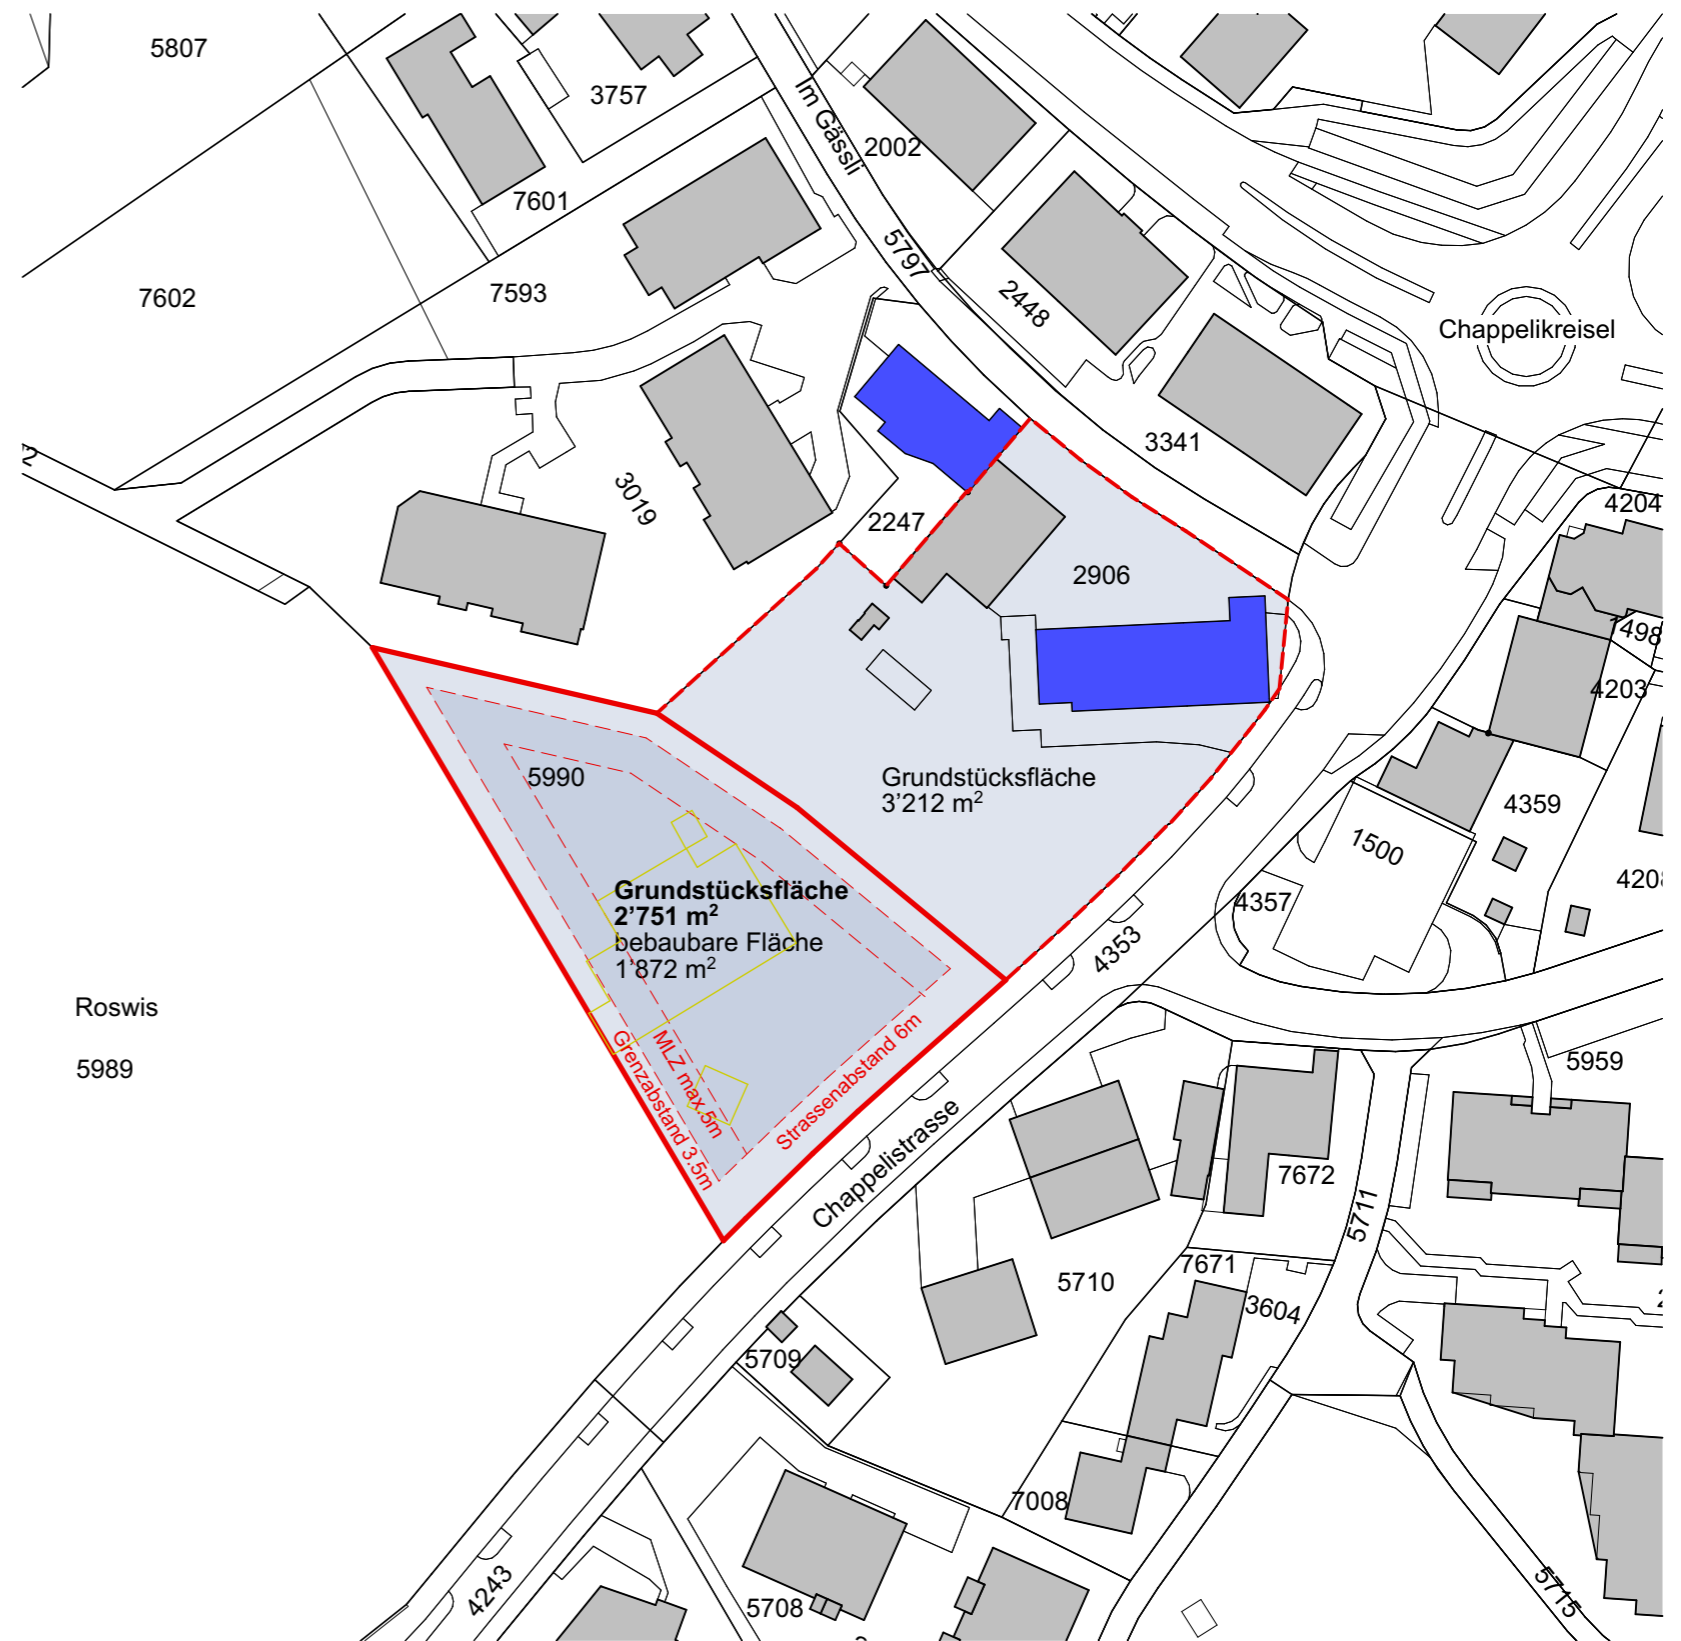 5807
3757
Im Gässli
2002
7601
5797
7602
7593
2448
Chappelikreisel
3341
3019
2247
4204
2906
1498
4203
5990
Grundstücksfläche
3'212 m²
4359
1500
Grundstücksfläche
2'751 m²
bebaubare Fläche
1'872 m²
4208
4357
4353
Roswis
5989
Grenzabstand 3.5m
MLZ max.5m
Strassenabstand 6m
5959
Chappelistrasse
7672
5711
7671
5710
3604
5709
7008
4243
5708
5715